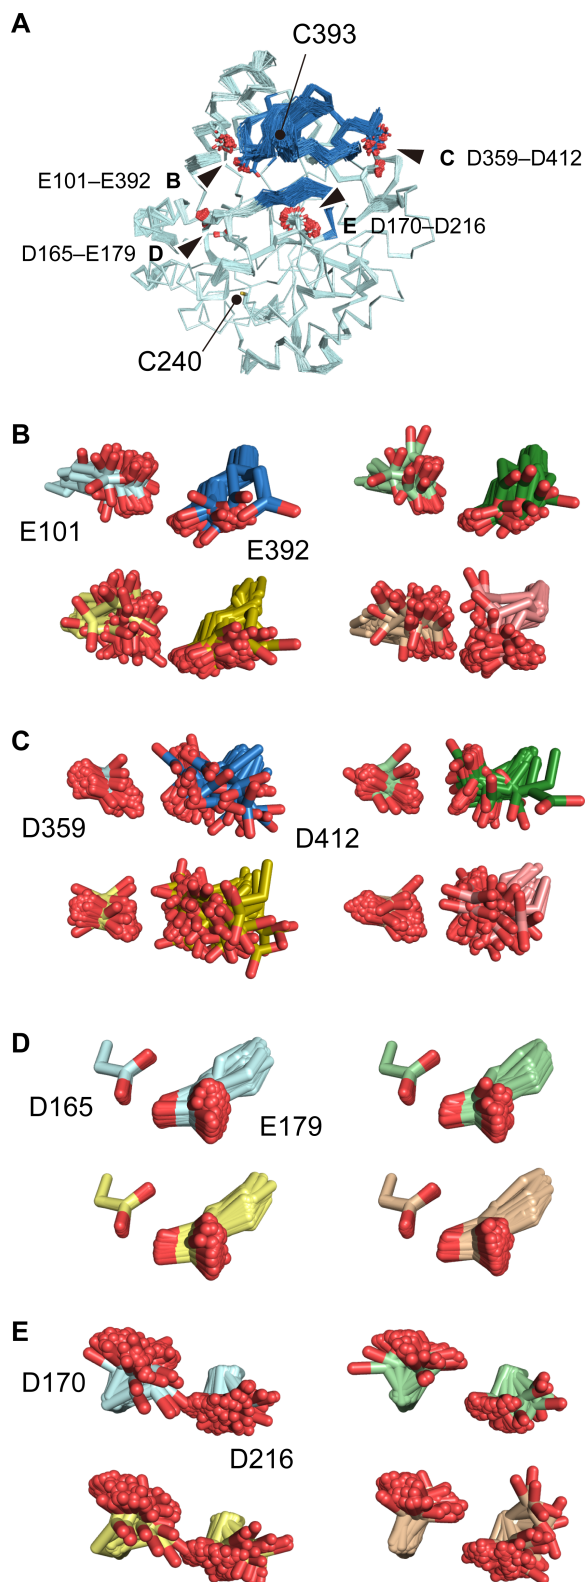 A
C393
E101–E392 B
C D359–D412
E D170–D216
D165–E179 D
C240
B
E101
E392
C
D359
D412
D
D165
E179
E
D170
D216